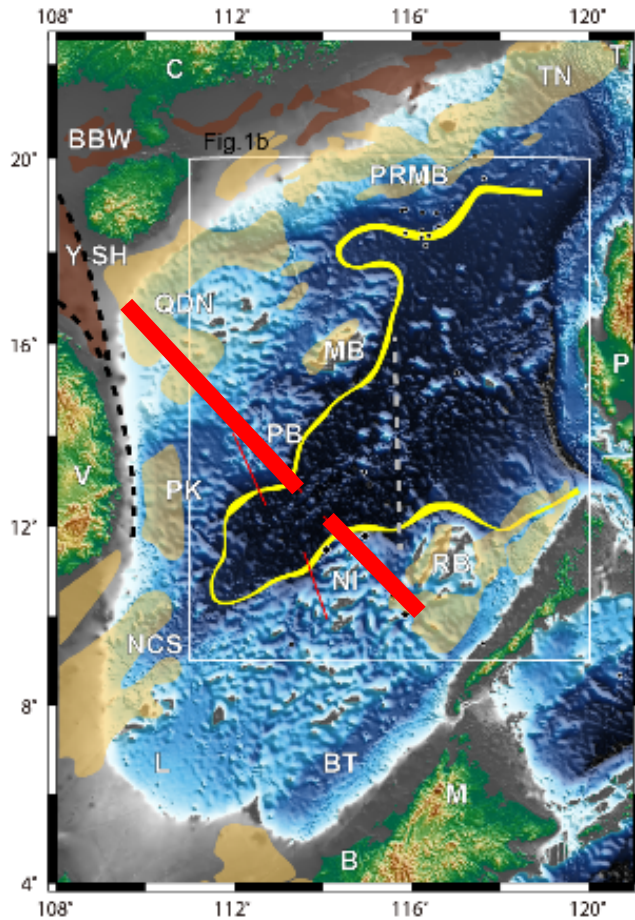 108° 112° 116° 120°
C
TN
T
BBW
Fig.1b
20°
PRMB
Y SH
QDN
16°
MB
P
PB
V
PK
12°
RB
NI
NCS
8°
L
BT
M
B
4°
108° 112° 116° 120°